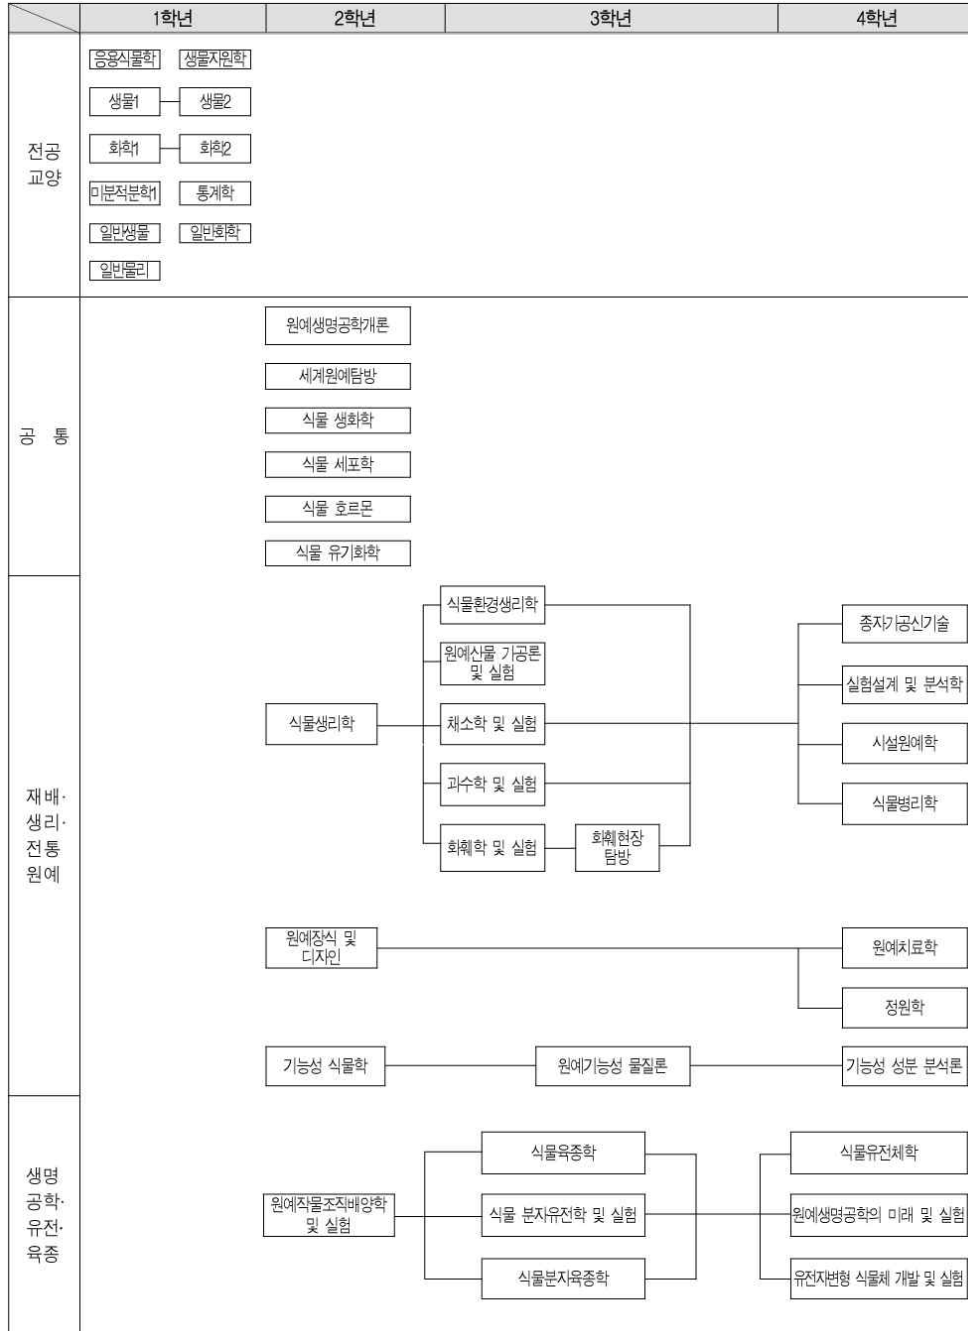 1학년 2학년 3학년 4학년
전공
교양
응용식물학 생물자원학
생물1 생물2
화학1 화학2
미분적분학1 통계학
일반생물 일반화학
일반물리
공 통
원예생명공학개론
세계원예탐방
식물 생화학
식물 세포학
식물 호르몬
식물 유기화학
재배·
생리·
전통
원예
식물생리학
식물환경생리학
원예산물 가공론
및 실험
채소학 및 실험
과수학 및 실험
화훼학 및 실험
화훼현장
탐방
종자가공신기술
실험설계 및 분석학
시설원예학
식물병리학
원예장식 및
디자인
원예치료학
정원학
기능성 식물학 원예기능성 물질론 기능성 성분 분석론
생명
공학·
유전·
육종
원예작물조직배양학
및 실험
식물육종학
식물 분자유전학 및 실험
식물분자육종학
식물유전체학
원예생명공학의 미래 및 실험
유전자변형 식물체 개발 및 실험